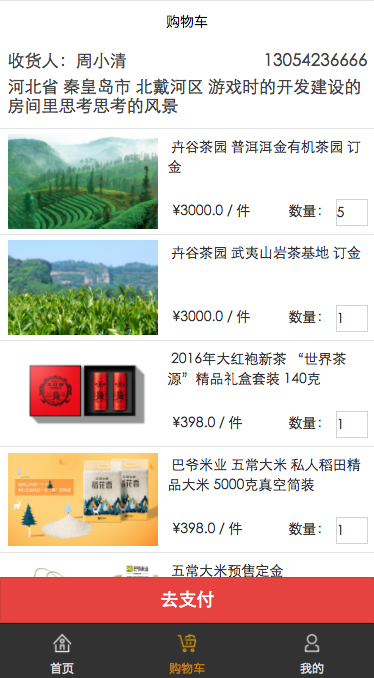 购物车
收货人：周小清 13054236666
河北省 秦皇岛市 北戴河区 游戏时的开发建设的
房间里思考思考的风景
卉谷茶园 普洱洱金有机茶园 订
金
¥3000.0 / 件 数量： 5
卉谷茶园 武夷山岩茶基地 订金
¥3000.0 / 件 数量： 1
2016年大红袍新茶 “世界茶
源”精品礼盒套装 140克
¥398.0 / 件 数量： 1
巴爷米业 五常大米 私人稻田精
品大米 5000克真空简装
¥398.0 / 件 数量： 1
稻花香
五常大米预售定金
去支付
首页 购物车 我的